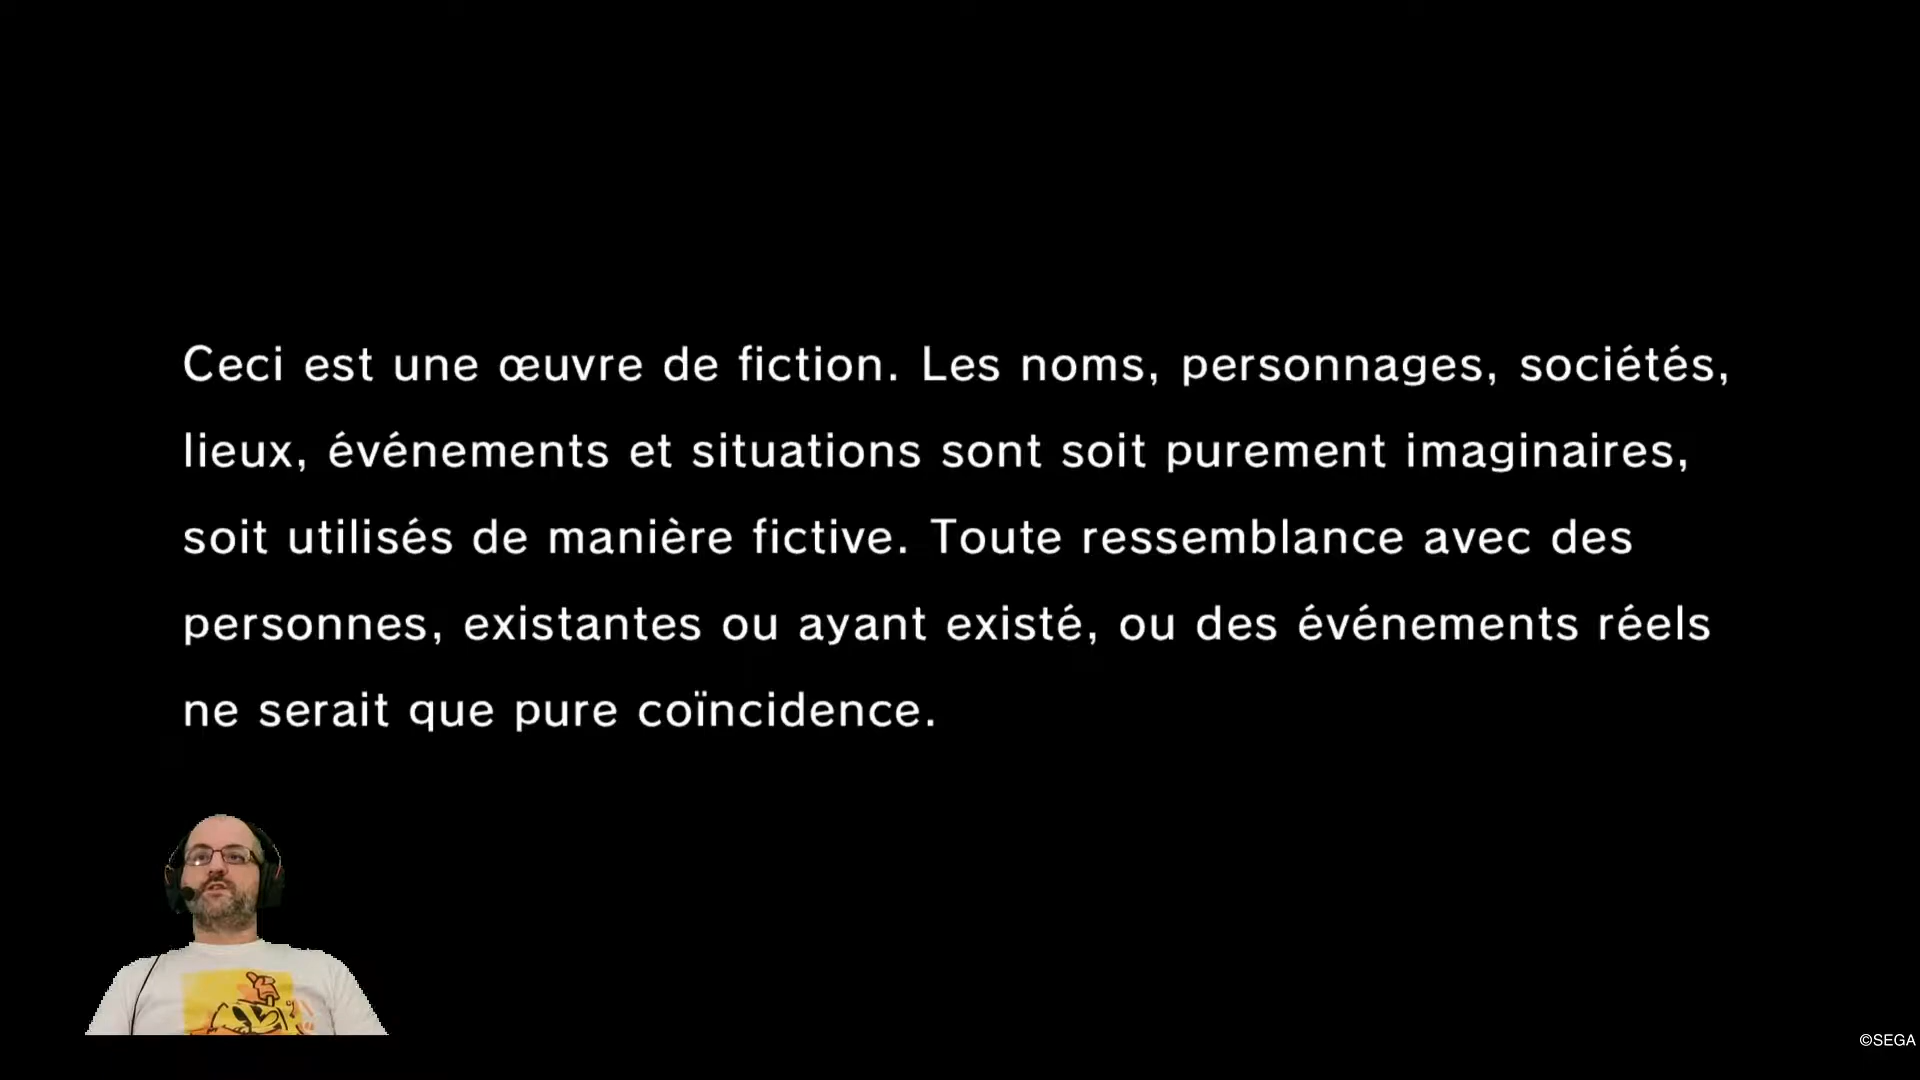 Ceci est une œuvre de fiction. Les noms, personnages, sociétés,
lieux, événements et situations sont soit purement imaginaires,
soit utilisés de manière fictive. Toute ressemblance avec des
personnes, existantes ou ayant existé, ou des événements réels
ne serait que pure coïncidence.
©SEGA